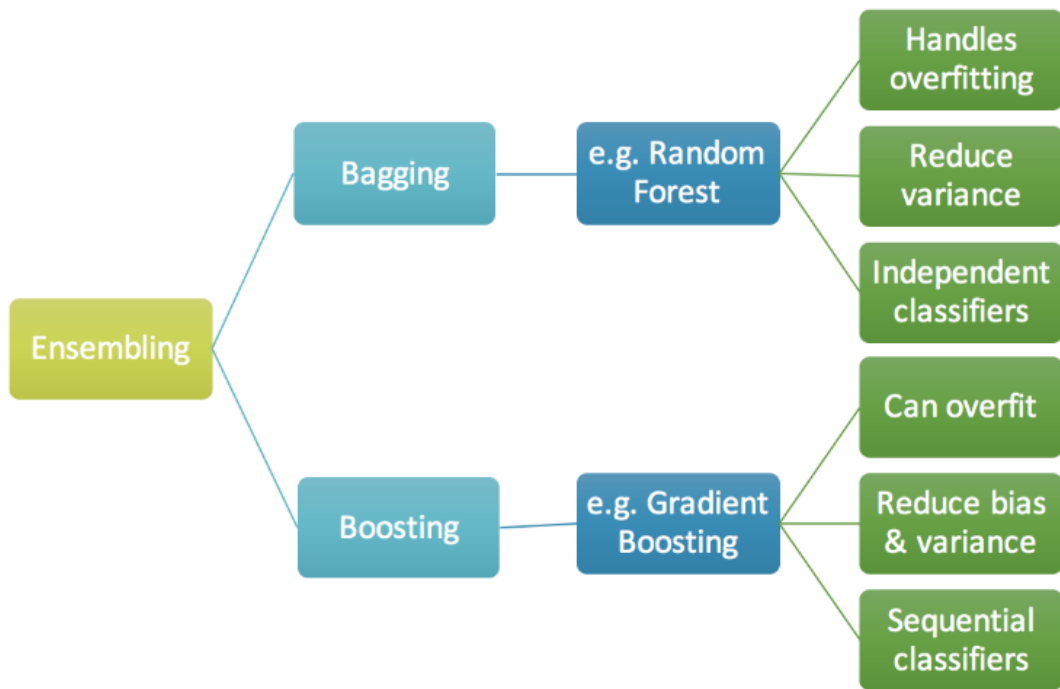 Ensembling
Bagging
e.g. Random
Forest
Handles
overfitting
Reduce
variance
Independent
classifiers
Boosting
e.g. Gradient
Boosting
Can overfit
Reduce bias
& variance
Sequential
classifiers